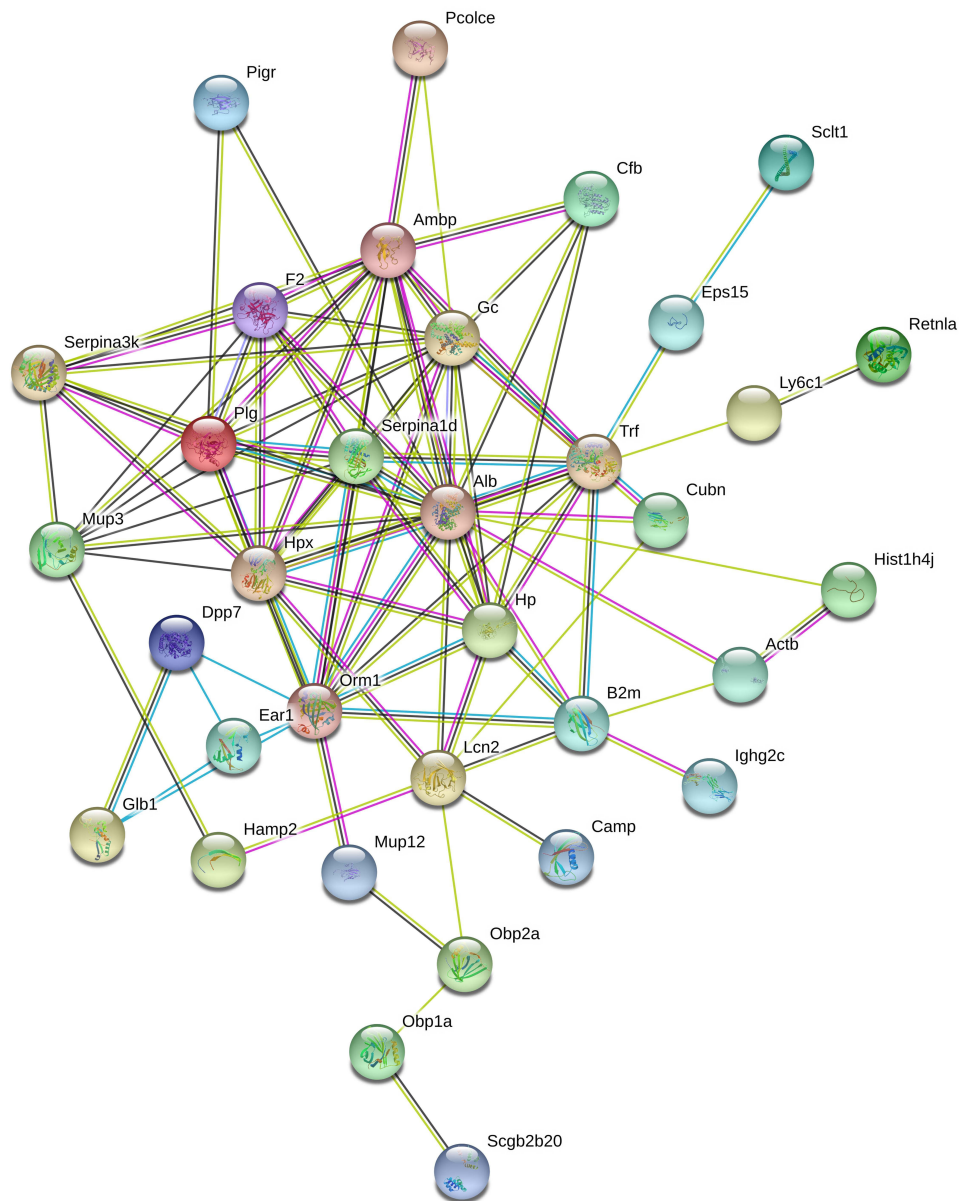 Pcolce
Pigr
Sclt1
Cfb
Ambp
F2
Eps15
Gc
Retnla
Serpina3k
Ly6c1
Plg
Serpina1d
Trf
Alb
Cubn
Mup3
Hpx
Hist1h4j
Dpp7
Hp
Actb
Orm1
B2m
Ear1
Lcn2
Ighg2c
Glb1
Hamp2
Mup12
Camp
Obp2a
Obp1a
Scgb2b20